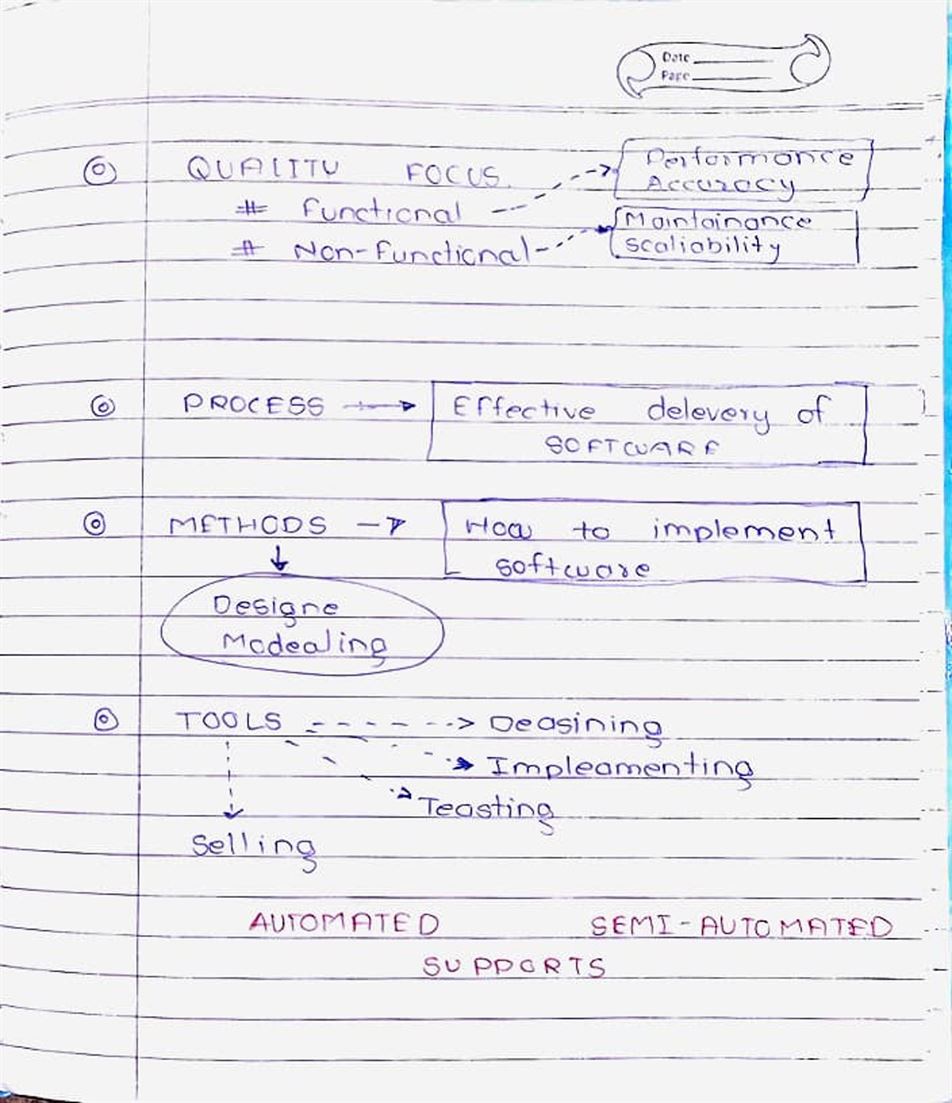 Date
Page
QUALITY FOCUS.
Performance
Accuracy
# Functional
# Non-Functional
Maintainance
scaliability
PROCESS
Effective delevery of
SOFTWARE
METHODS
How to implement
software
Designe
Modealing
TOOLS
Deasining
Impleamenting
Teasting
Selling
AUTOMATED SEMI-AUTOMATED
SUPPORTS